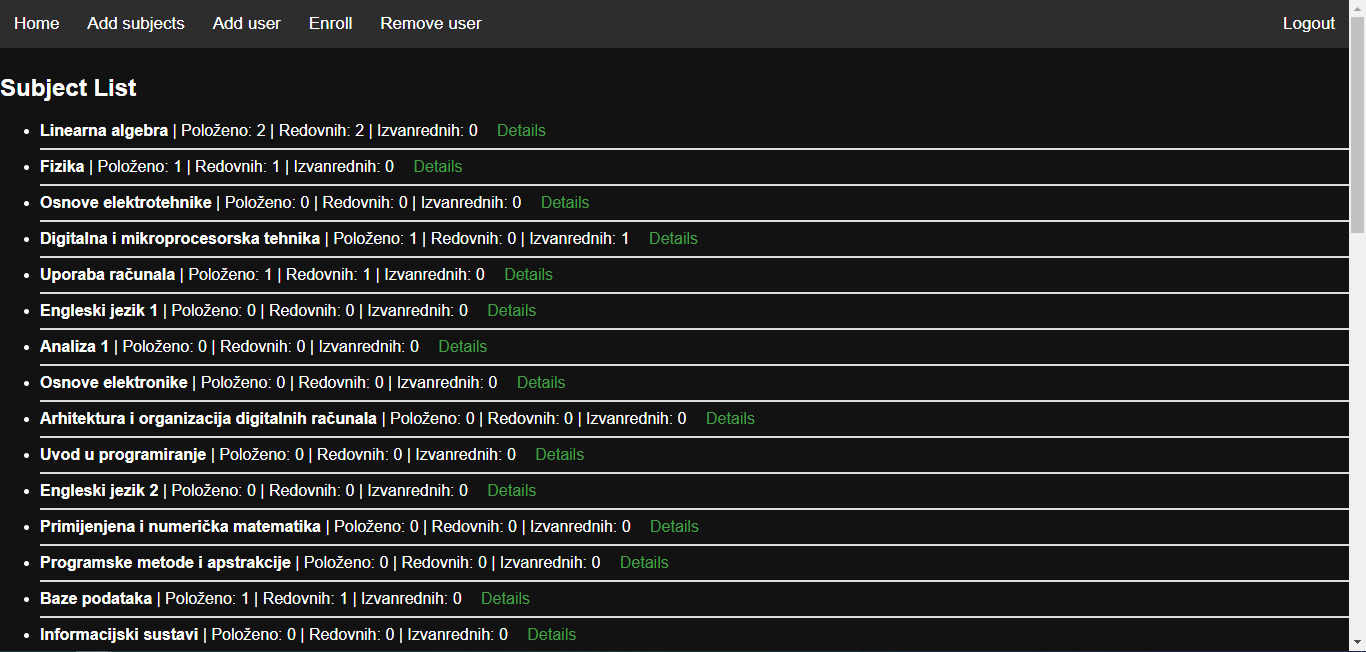 Home Add subjects Add user Enroll Remove user Logout
Subject List
Linearna algebra | Položeno: 2 | Redovnih: 2 | Izvanrednih: 0 Details
Fizika | Položeno: 1 | Redovnih: 1 | Izvanrednih: 0 Details
Osnove elektrotehnike | Položeno: 0 | Redovnih: 0 | Izvanrednih: 0 Details
Digitalna i mikroprocesorska tehnika | Položeno: 1 | Redovnih: 0 | Izvanrednih: 1 Details
Uporaba računala | Položeno: 1 | Redovnih: 1 | Izvanrednih: 0 Details
Engleski jezik 1 | Položeno: 0 | Redovnih: 0 | Izvanrednih: 0 Details
Analiza 1 | Položeno: 0 | Redovnih: 0 | Izvanrednih: 0 Details
Osnove elektronike | Položeno: 0 | Redovnih: 0 | Izvanrednih: 0 Details
Arhitektura i organizacija digitalnih računala | Položeno: 0 | Redovnih: 0 | Izvanrednih: 0 Details
Uvod u programiranje | Položeno: 0 | Redovnih: 0 | Izvanrednih: 0 Details
Engleski jezik 2 | Položeno: 0 | Redovnih: 0 | Izvanrednih: 0 Details
Primijenjena i numerička matematika | Položeno: 0 | Redovnih: 0 | Izvanrednih: 0 Details
Programske metode i apstrakcije | Položeno: 0 | Redovnih: 0 | Izvanrednih: 0 Details
Baze podataka | Položeno: 1 | Redovnih: 1 | Izvanrednih: 0 Details
Informacijski sustavi | Položeno: 0 | Redovnih: 0 | Izvanrednih: 0 Details